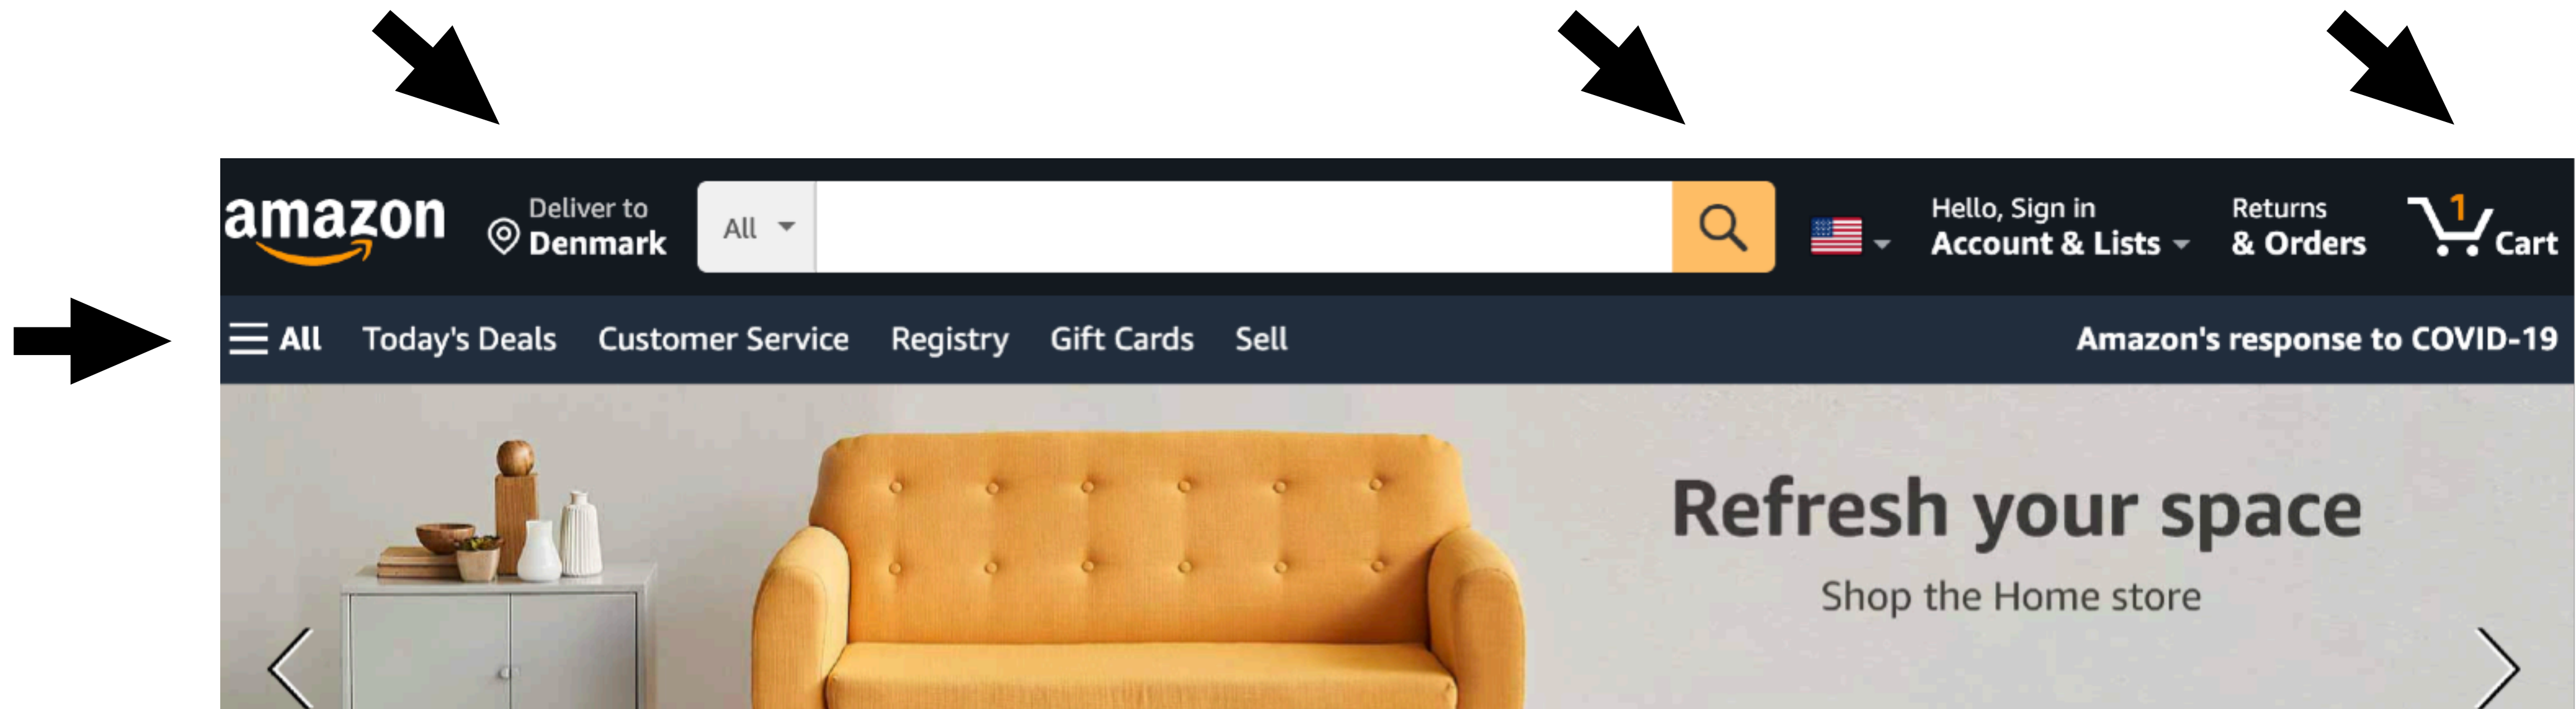 amazon
Deliver to
Denmark
All
Hello, Sign in
Account & Lists
Returns
& Orders
1
Cart
All Today's Deals Customer Service Registry Gift Cards Sell Amazon's response to COVID-19
Refresh your space
Shop the Home store